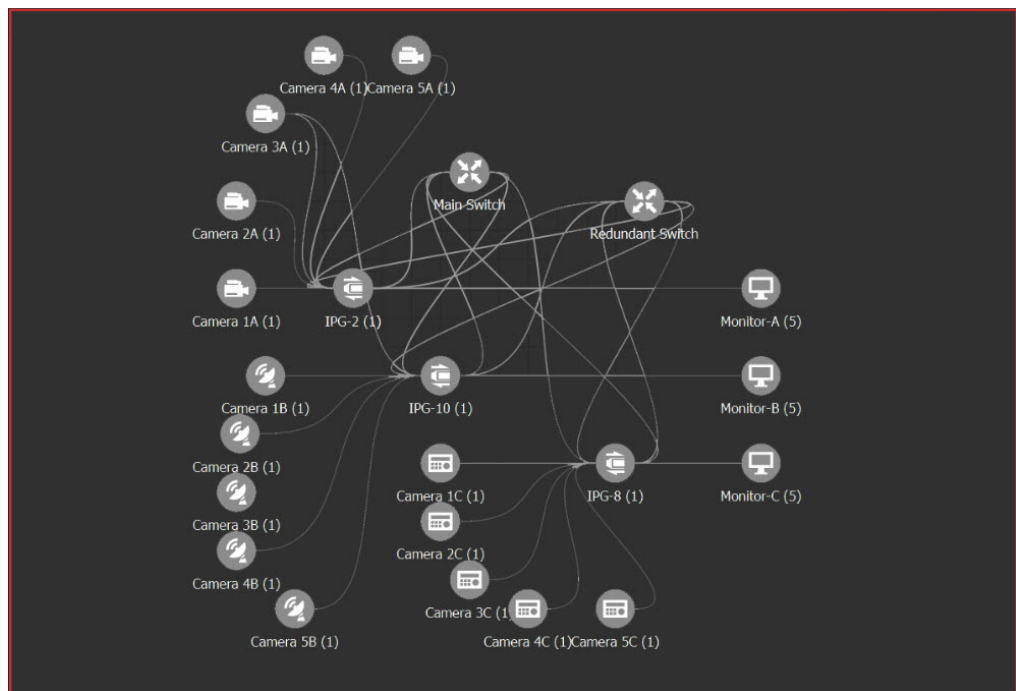 Camera 4A (1)
Camera 5A (1)
Camera 3A (1)
Main Switch
Camera 2A (1)
Redundant Switch
Camera 1A (1)
IPG-2 (1)
Monitor-A (5)
Camera 1B (1)
IPG-10 (1)
Monitor-B (5)
Camera 2B (1)
Camera 1C (1)
IPG-8 (1)
Monitor-C (5)
Camera 3B (1)
Camera 2C (1)
Camera 4B (1)
Camera 3C (1)
Camera 5B (1)
Camera 4C (1)
Camera 5C (1)